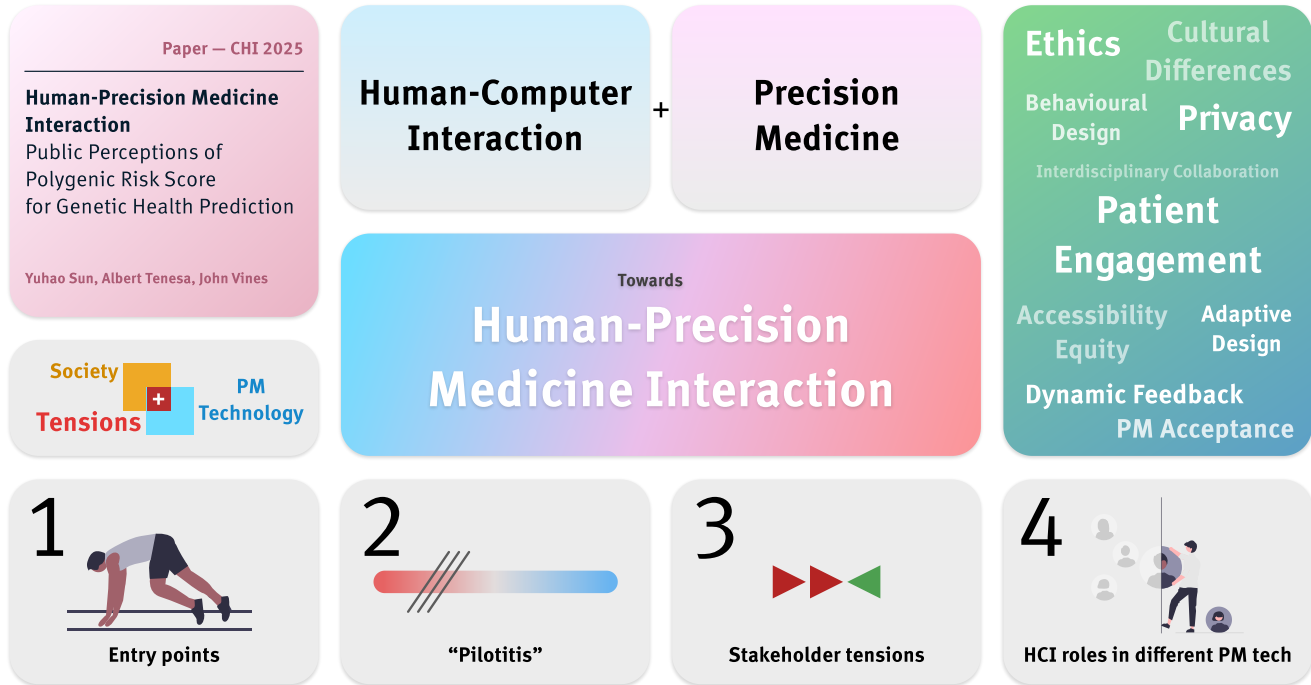 Paper — CHI 2025
Human-Precision Medicine
Interaction
Public Perceptions of
Polygenic Risk Score
for Genetic Health Prediction
Yuhao Sun, Albert Tenesa, John Vines
Human-Computer
Interaction
+
Precision
Medicine
Towards
Human-Precision
Medicine Interaction
Ethics
Cultural
Differences
Behavioural
Design
Privacy
Interdisciplinary Collaboration
Patient
Engagement
Accessibility
Equity
Adaptive
Design
Dynamic Feedback
PM Acceptance
Society
Tensions
+
PM
Technology
1
Entry points
2
“Pilotitis”
3
Stakeholder tensions
4
HCI roles in different PM tech